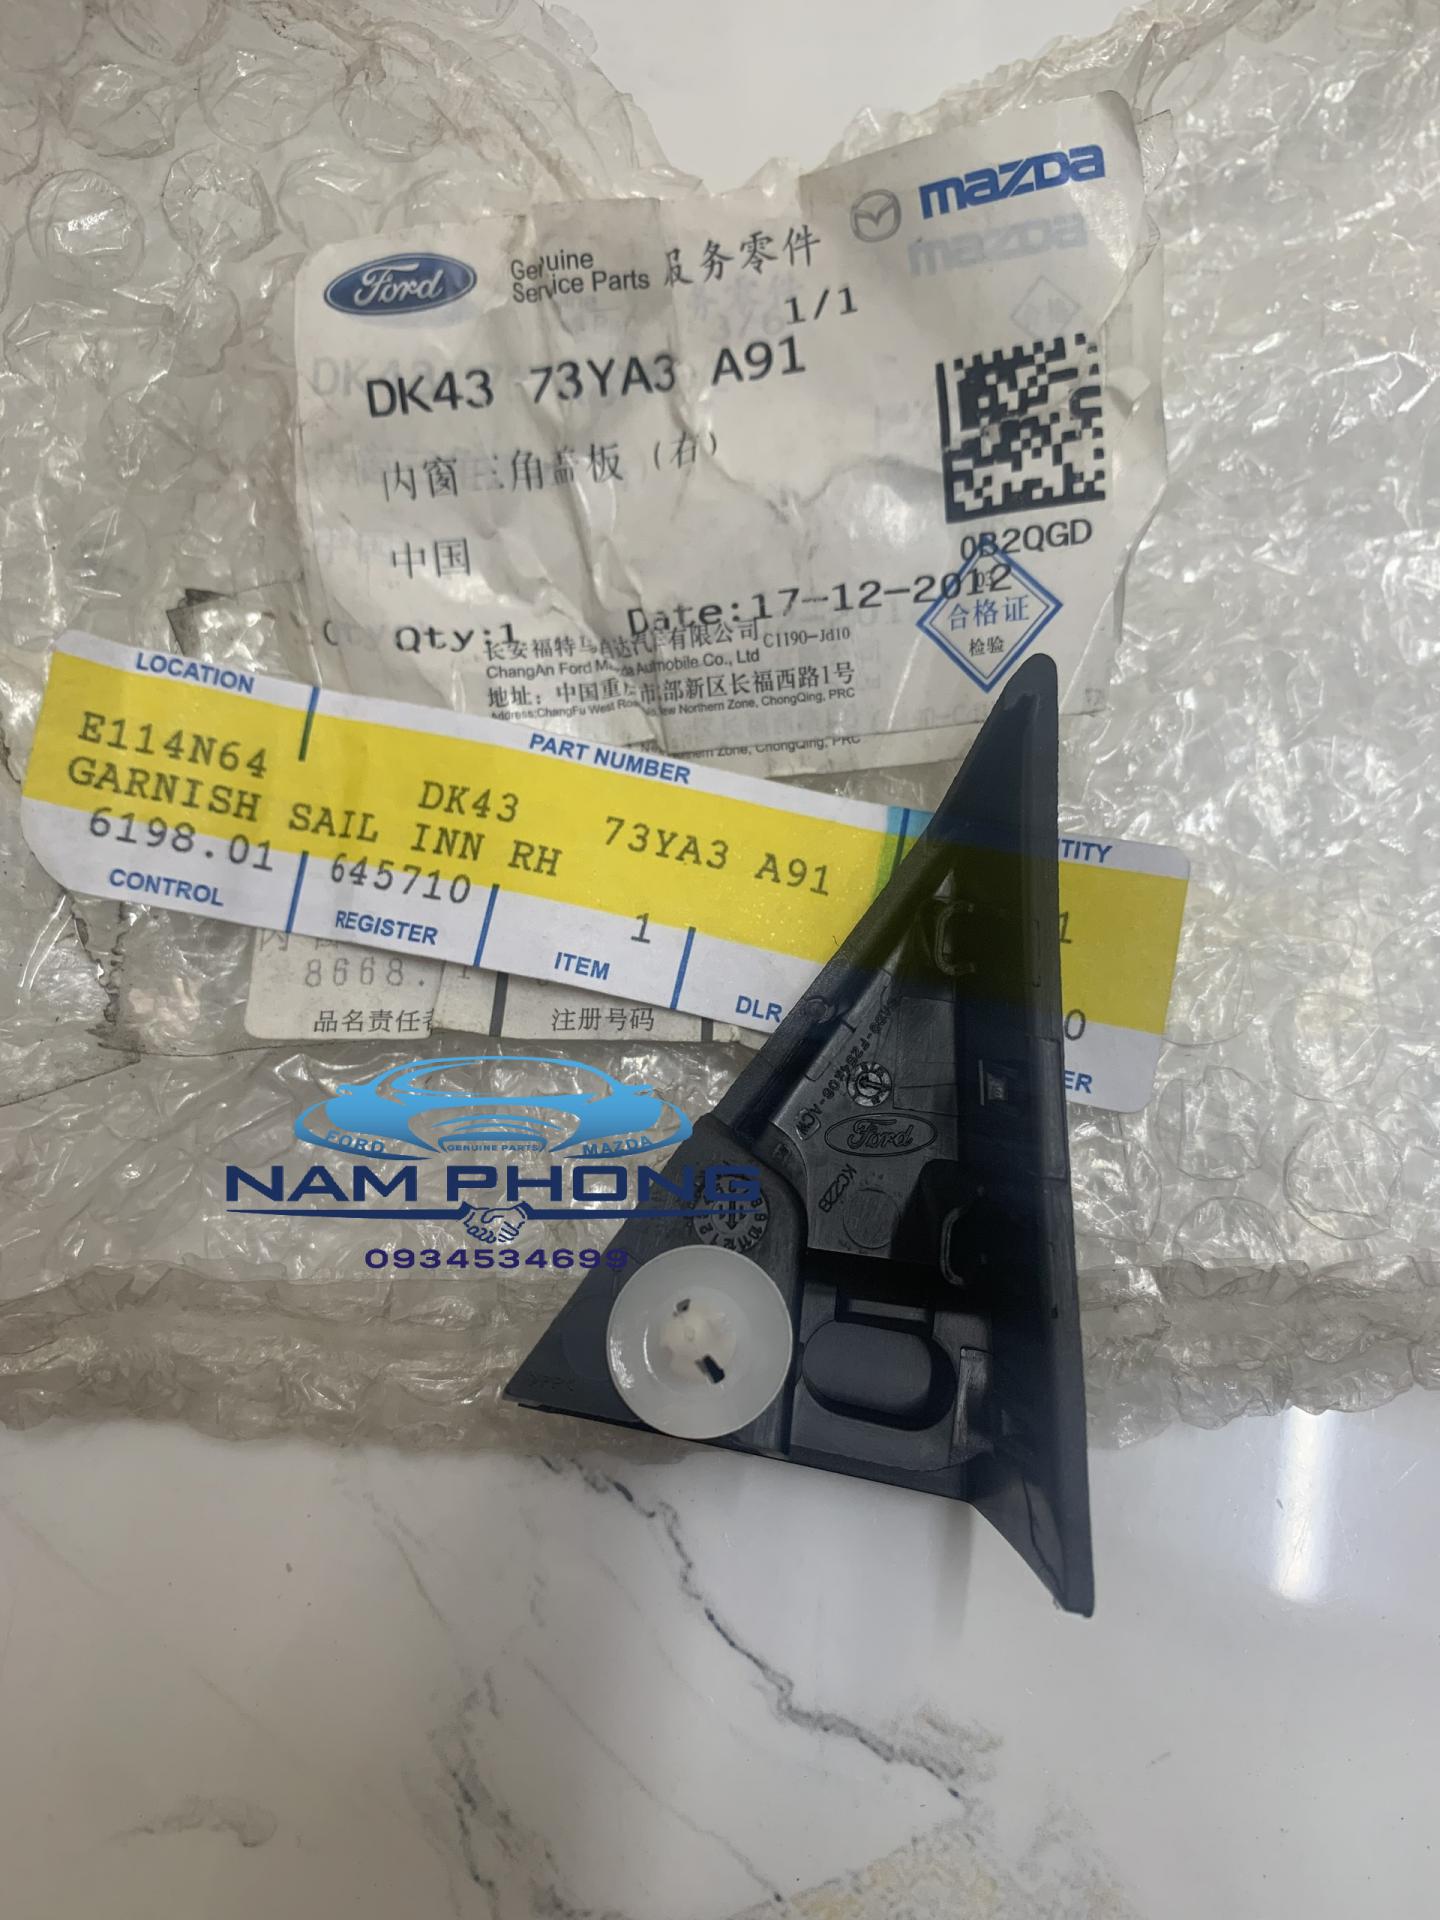 mazda
mazda
Ford
Genuine
Service Parts
服务零件
1/1
DK43 73YA3 A91
内窗三角盖板（右）
中国
0B2QGD
Qty:1
Date:17-12-2012
合格证
检验
长安福特马自达汽车有限公司 C1190-Jd10
ChangAn Ford Mazda Automobile Co., Ltd
地址：中国重庆市北部新区长福西路1号
LOCATION
PART NUMBER
E114N64
DK43 73YA3 A91
GARNISH SAIL INN RH
1
6198.01
645710
1
0
CONTROL
REGISTER
ITEM
DLR
8668.
品名责任者
注册号码
Ford
KC229
FORD
GENUINE PARTS
MAZDA
NAM PHONG
0934534699